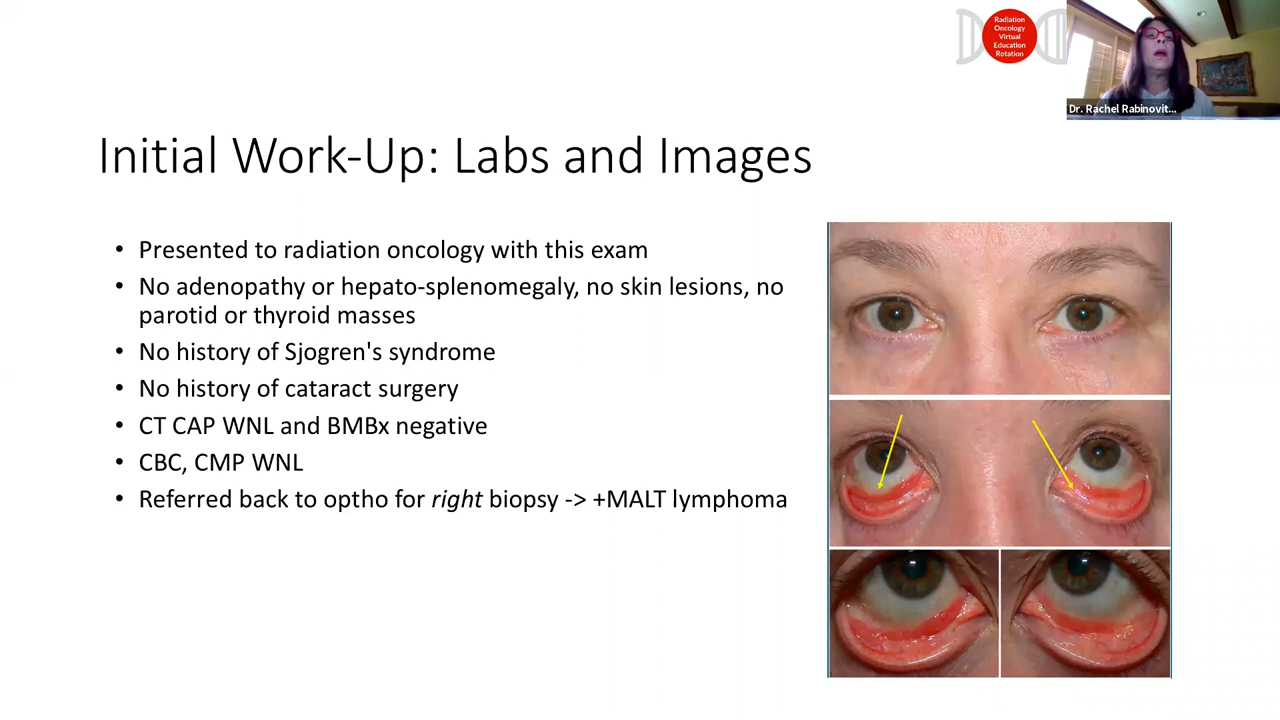 Radiation
Oncology
Virtual
Education
Rotation
Dr. Rachel Rabinovit...
Initial Work-Up: Labs and Images
• Presented to radiation oncology with this exam
• No adenopathy or hepato-splenomegaly, no skin lesions, no
parotid or thyroid masses
• No history of Sjogren's syndrome
• No history of cataract surgery
• CT CAP WNL and BMBx negative
• CBC, CMP WNL
• Referred back to optho for right biopsy -> +MALT lymphoma